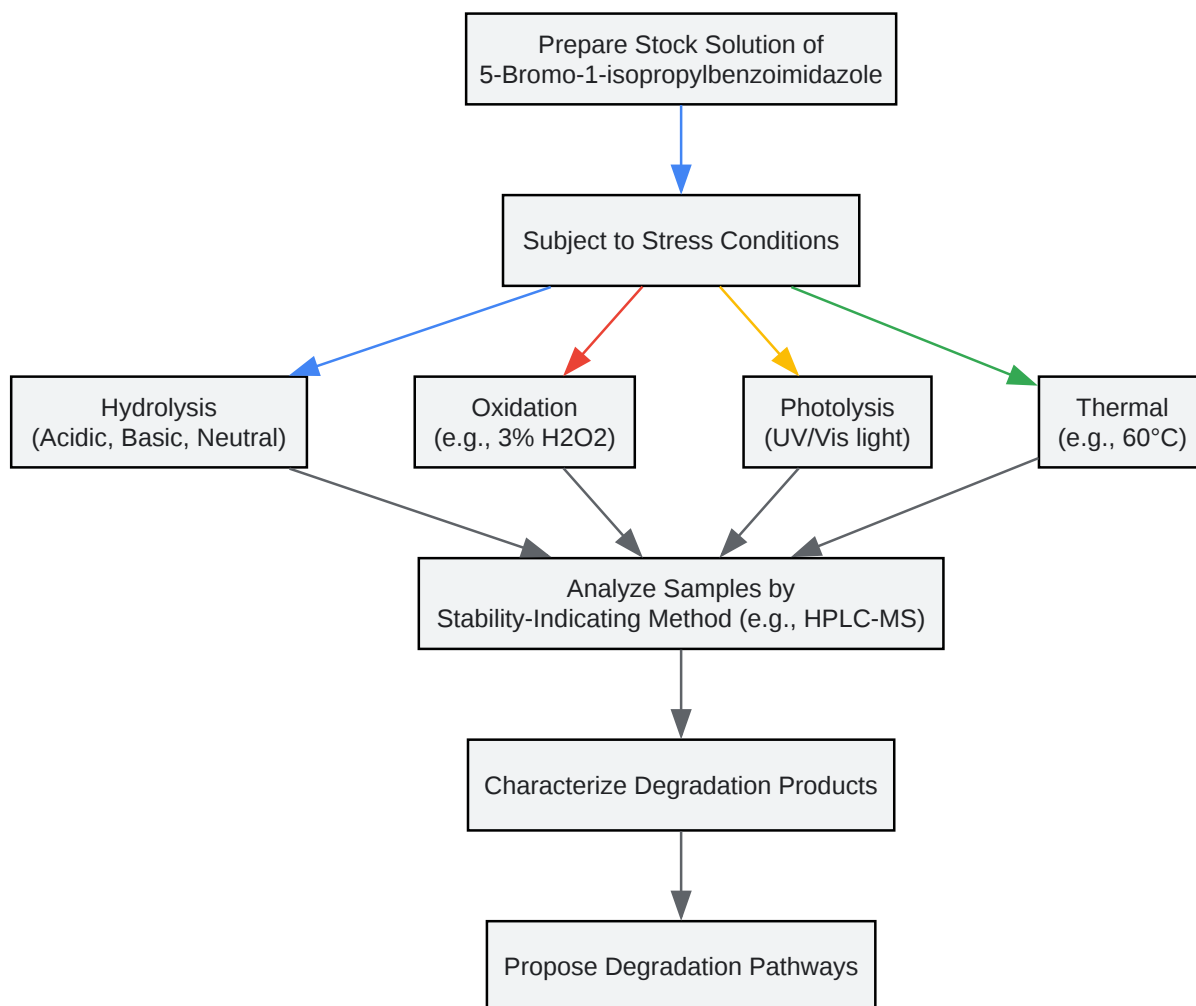 Prepare Stock Solution of
5-Bromo-1-isopropylbenzoimidazole
Subject to Stress Conditions
Hydrolysis
(Acidic, Basic, Neutral)
Oxidation
(e.g., 3% H2O2)
Photolysis
(UV/Vis light)
Thermal
(e.g., 60°C)
Analyze Samples by
Stability-Indicating Method (e.g., HPLC-MS)
Characterize Degradation Products
Propose Degradation Pathways